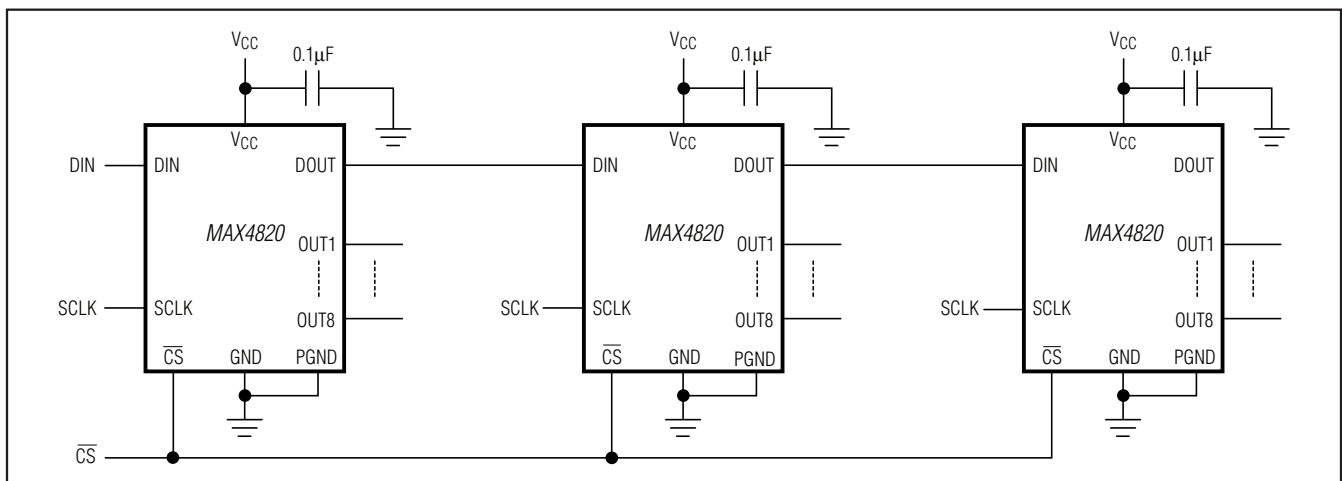 VCC 0.1µF VCC 0.1µF VCC 0.1µF
VCC VCC VCC
DIN DIN DOUT DIN DOUT DIN DOUT
MAX4820 MAX4820 MAX4820
OUT1 OUT1 OUT1
SCLK SCLK SCLK SCLK SCLK SCLK
OUT8 OUT8 OUT8
CS GND PGND CS GND PGND CS GND PGND
CS